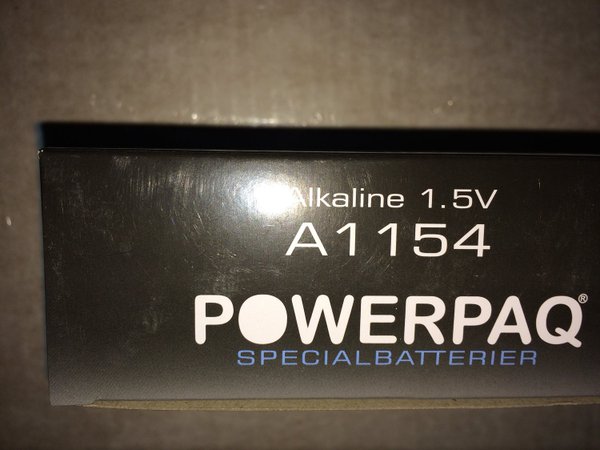 Alkaline 1.5V
A1154
POWERPAQ®
SPECIALBATTERIER